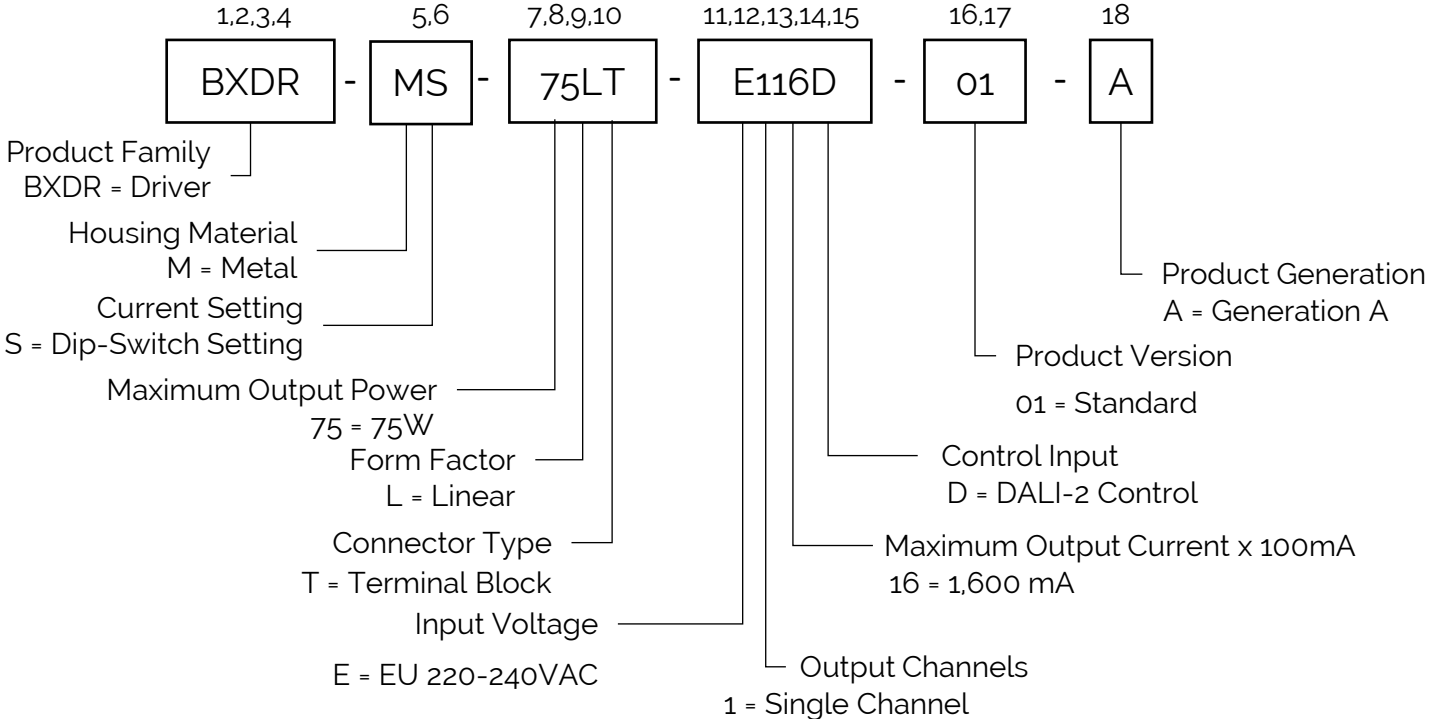 1,2,3,4 5,6 7,8,9,10 11,12,13,14,15 16,17 18
BXDR - MS - 75LT - E116D - 01 - A
Product Family
BXDR = Driver
Housing Material
M = Metal
Current Setting
S = Dip-Switch Setting
Maximum Output Power
75 = 75W
Form Factor
L = Linear
Connector Type
T = Terminal Block
Input Voltage
E = EU 220-240VAC
Output Channels
1 = Single Channel
Maximum Output Current x 100mA
16 = 1,600 mA
Control Input
D = DALI-2 Control
Product Version
01 = Standard
Product Generation
A = Generation A